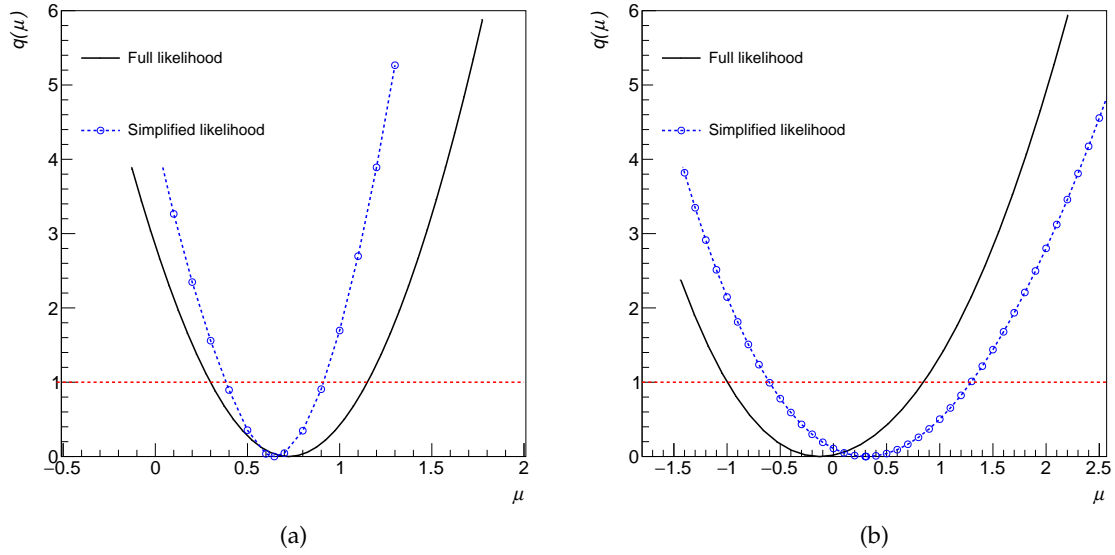 q(μ)
6
5
4
3
2
1
0
Full likelihood
Simplified likelihood
−0.5 0 0.5 1 1.5 2
μ
(a)
q(μ)
6
5
4
3
2
1
0
Full likelihood
Simplified likelihood
−1.5 −1 −0.5 0 0.5 1 1.5 2 2.5
μ
(b)